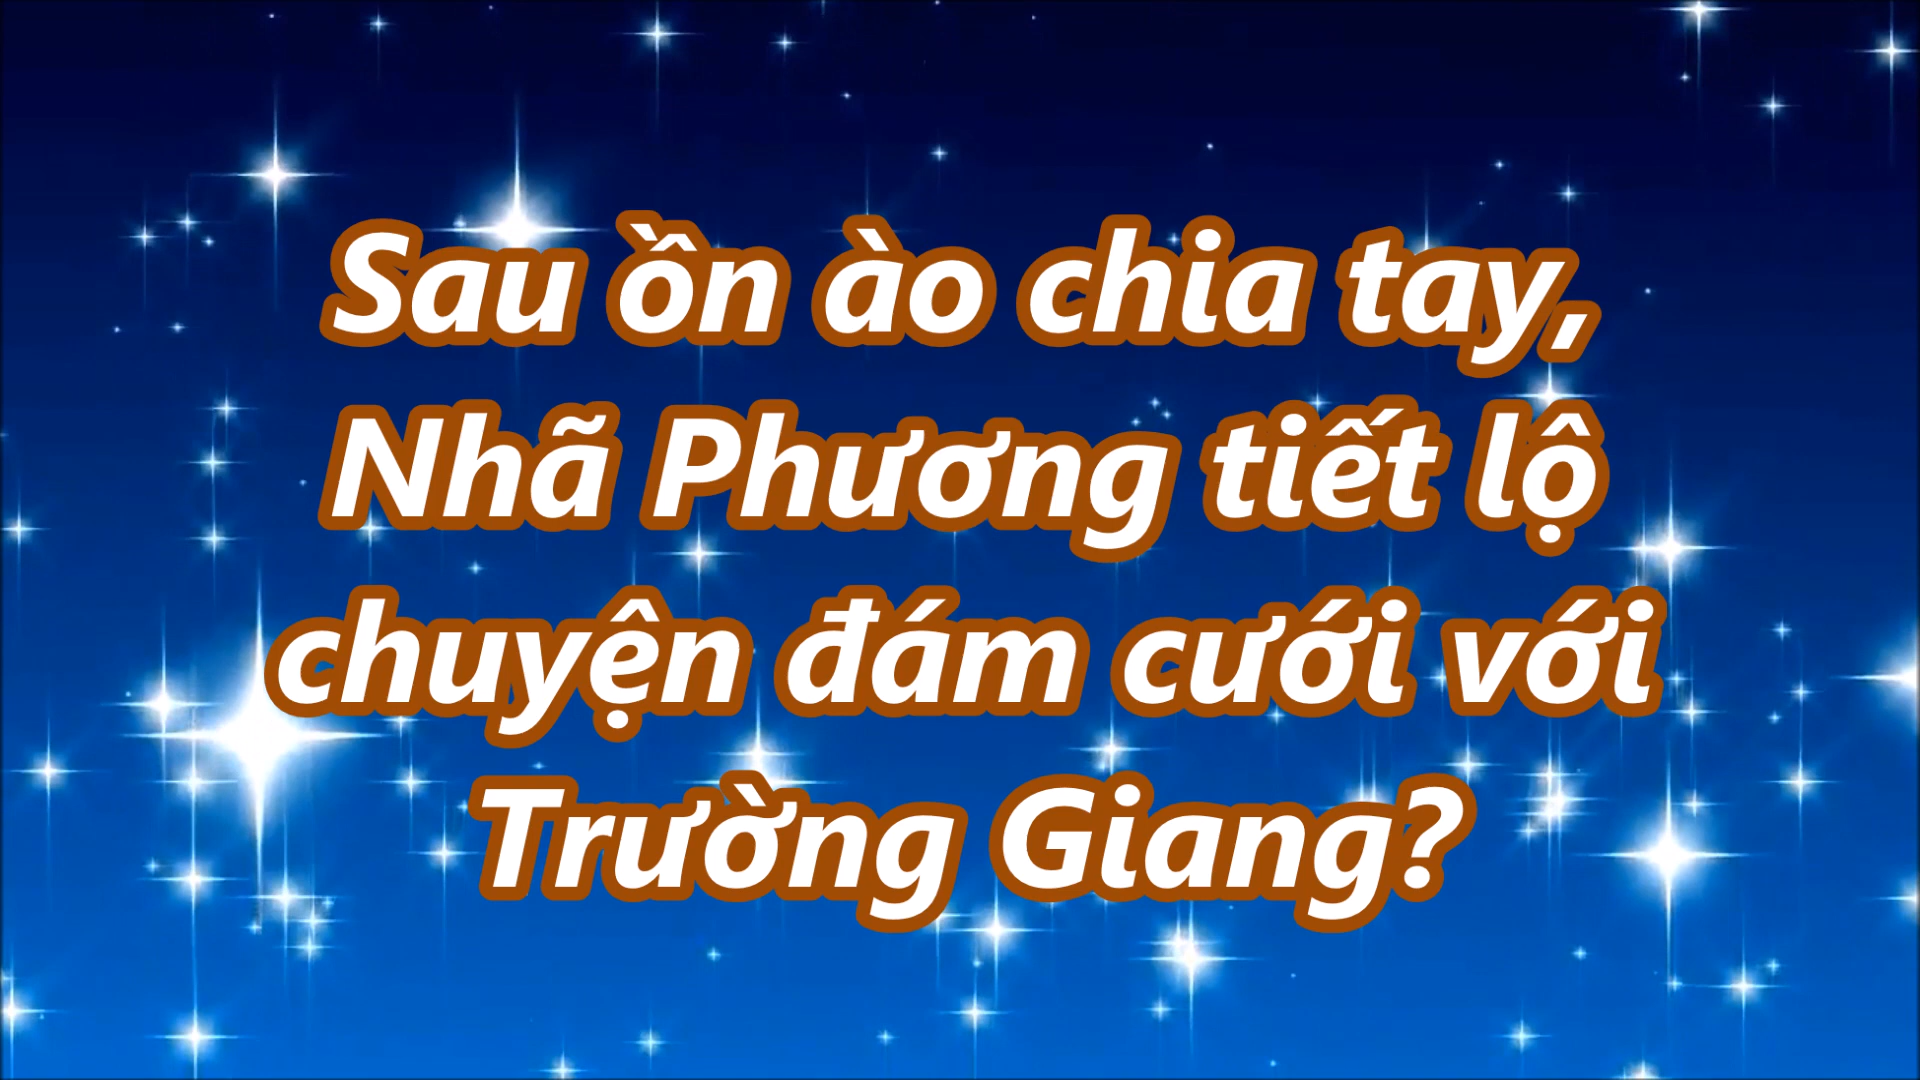 Sau ồn ào chia tay,
Nhã Phương tiết lộ
chuyện đám cưới với
Trường Giang?